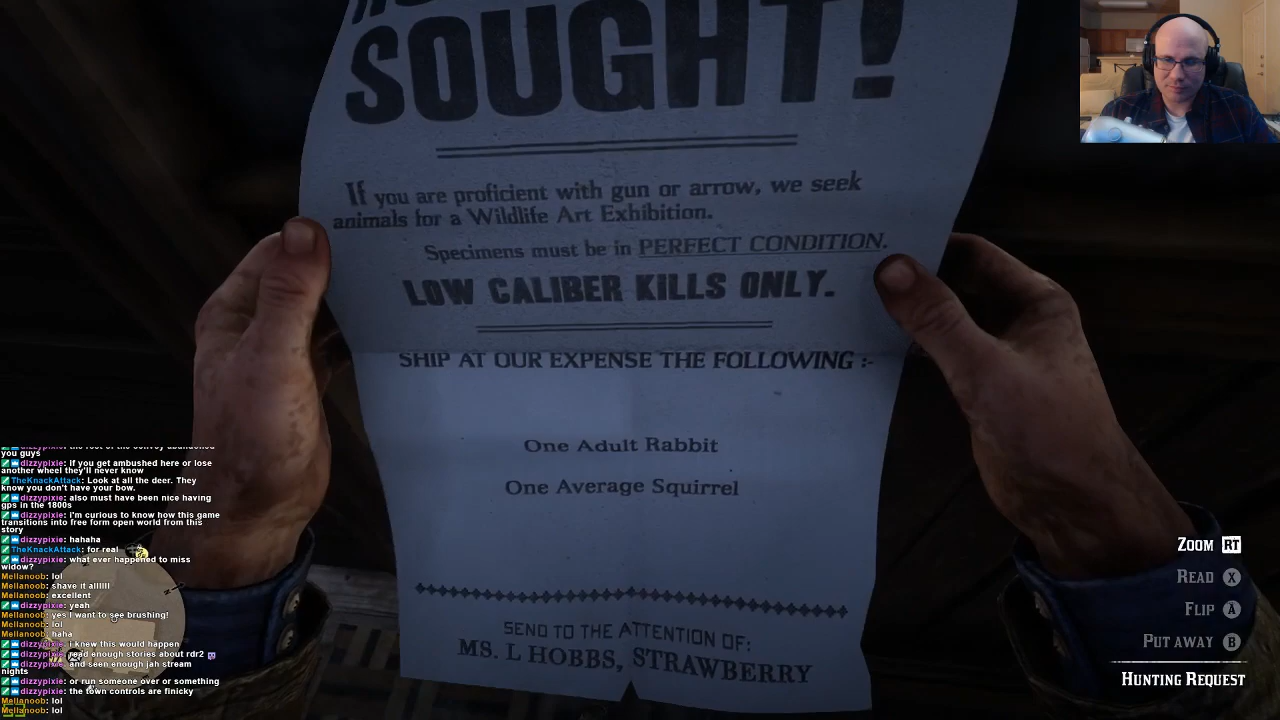 SOUGHT!
If you are proficient with gun or arrow, we seek
animals for a Wildlife Art Exhibition.
Specimens must be in PERFECT CONDITION.
LOW CALIBER KILLS ONLY.
SHIP AT OUR EXPENSE THE FOLLOWING :-
One Adult Rabbit
One Average Squirrel
SEND TO THE ATTENTION OF:
MS. L HOBBS, STRAWBERRY
you guys
dizzypixie: If you get ambushed here or lose
another wheel they'll never know
TheKnackAttack: Look at all the deer. They
know you don't have your bow.
dizzypixie: also must have been nice having
gps in the 1800s
dizzypixie: i'm curious to know how this game
transitions into free form open world from this
story
dizzypixie: hahaha
TheKnackAttack: for real
dizzypixie: what ever happened to miss
widow?
Mellanoob: lol
Mellanoob: shave it allllll
Mellanoob: excellent
dizzypixie: yeah
Mellanoob: yes I want to see brushing!
Mellanoob: lol
Mellanoob: haha
dizzypixie: i knew this would happen
dizzypixie: read enough stories about rdr2
dizzypixie: and seen enough jah stream
nights
dizzypixie: or run someone over or something
dizzypixie: the town controls are finicky
Mellanoob: lol
Mellanoob: lol
ZOOM RT
READ X
FLIP A
PUT AWAY B
HUNTING REQUEST